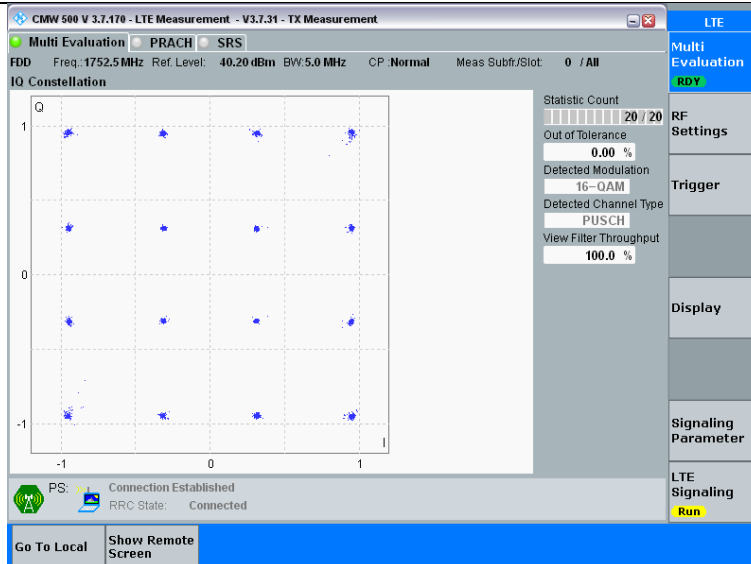 CMW 500 V 3.7.170 - LTE Measurement - V3.7.31 - TX Measurement
LTE
Multi Evaluation PRACH SRS
FDD Freq.:1752.5 MHz Ref. Level: 40.20 dBm BW:5.0 MHz CP :Normal Meas Subfr./Slot: 0 / All
IQ Constellation
Q
1
0
-1
-1 0 1
I
Statistic Count
20 / 20
Out of Tolerance
0.00 %
Detected Modulation
16-QAM
Detected Channel Type
PUSCH
View Filter Throughput
100.0 %
Multi
Evaluation
RDY
RF
Settings
Trigger
Display
Signaling
Parameter
LTE
Signaling
Run
PS: Connection Established
RRC State: Connected
Go To Local
Show Remote
Screen